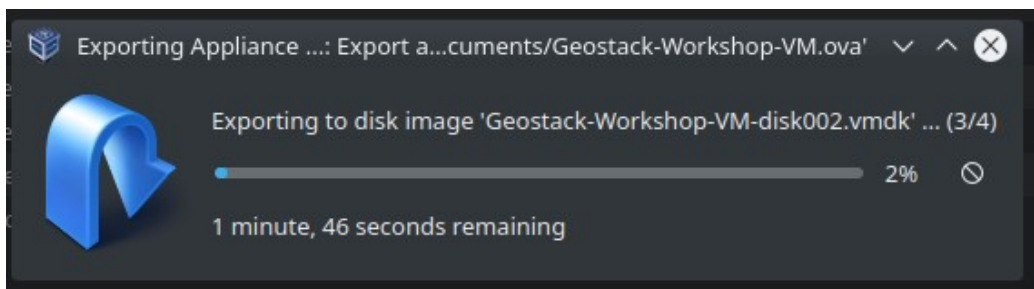 Exporting Appliance ...: Export a...cuments/Geostack-Workshop-VM.ova'
Exporting to disk image 'Geostack-Workshop-VM-disk002.vmdk' ... (3/4)
2%
1 minute, 46 seconds remaining